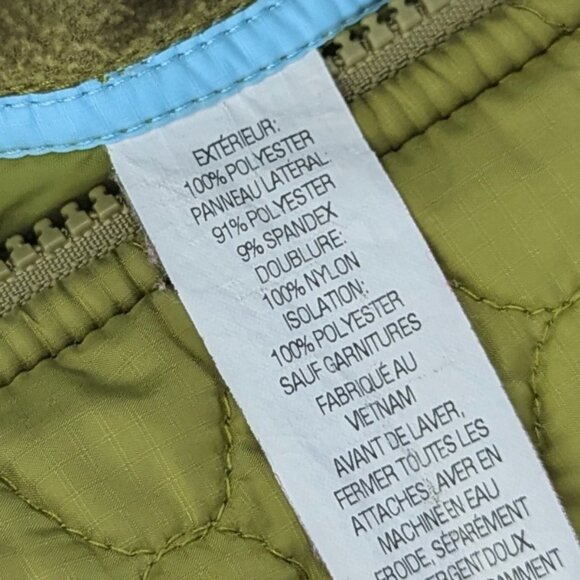 EXTÉRIEUR:
100% POLYESTER
PANNEAU LATÉRAL:
91% POLYESTER
9% SPANDEX
DOUBLURE:
100% NYLON
ISOLATION:
100% POLYESTER
SAUF GARNITURES
FABRIQUÉ AU
VIETNAM
AVANT DE LAVER,
FERMER TOUTES LES
ATTACHES. LAVER EN
MACHINE EN EAU
FROIDE, SÉPARÉMENT
DOUX,